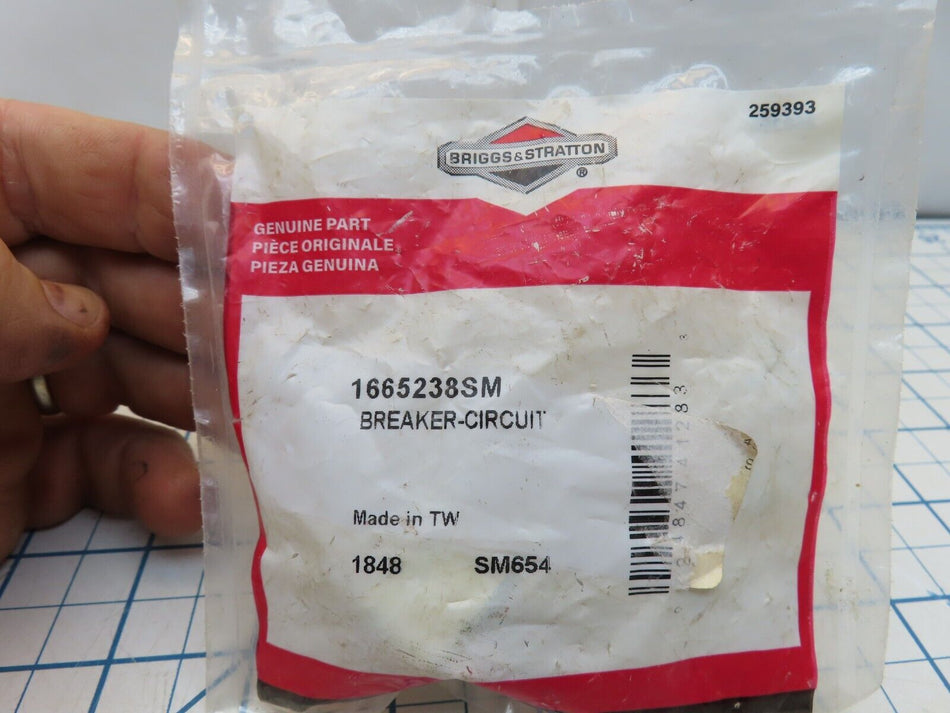 259393
BRIGGS&STRATTON
®
GENUINE PART
PIÈCE ORIGINALE
PIEZA GENUINA
1665238SM
BREAKER-CIRCUIT
Made in TW
1848 SM654